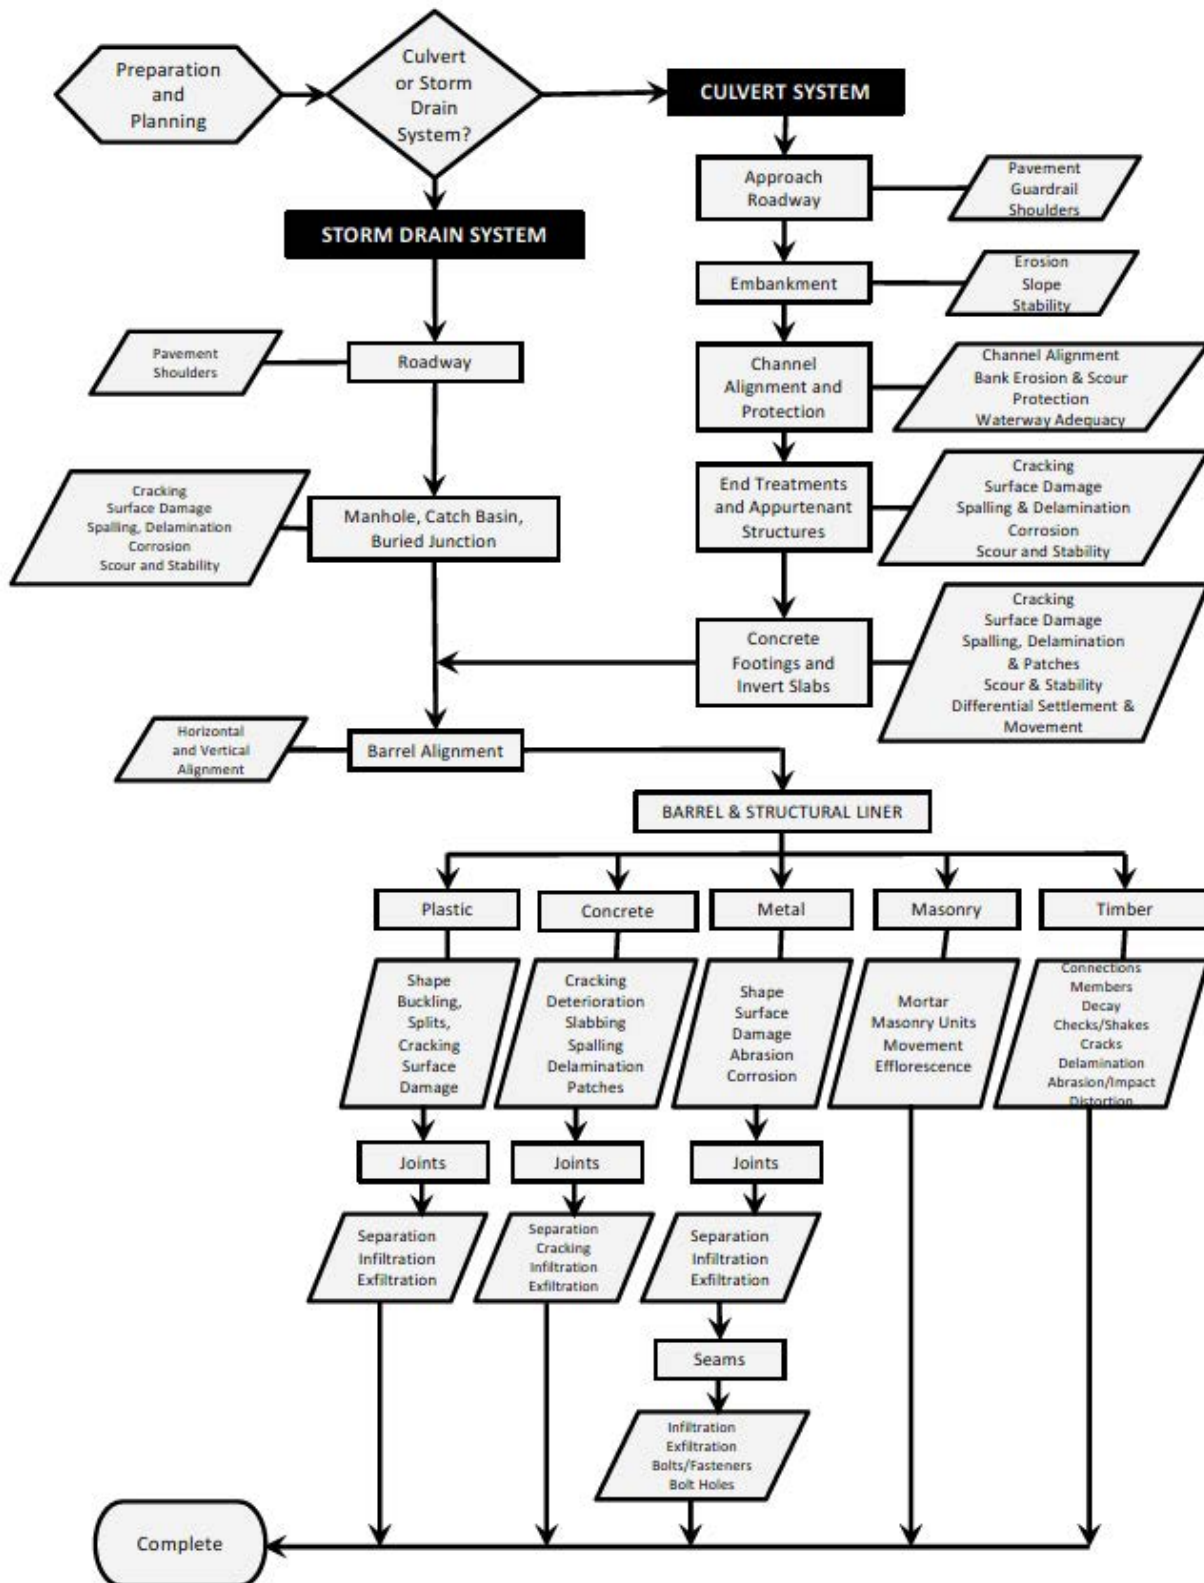 Preparation
and
Planning
Culvert
or Storm
Drain
System?
CULVERT SYSTEM
Approach
Roadway
Pavement
Guardrail
Shoulders
STORM DRAIN SYSTEM
Embankment
Erosion
Slope
Stability
Pavement
Shoulders
Roadway
Channel
Alignment and
Protection
Channel Alignment
Bank Erosion & Scour
Protection
Waterway Adequacy
Cracking
Surface Damage
Spalling, Delamination
Corrosion
Scour and Stability
Manhole, Catch Basin,
Buried Junction
End Treatments
and Appurtenant
Structures
Cracking
Surface Damage
Spalling & Delamination
Corrosion
Scour and Stability
Concrete
Footings and
Invert Slabs
Cracking
Surface Damage
Spalling, Delamination
& Patches
Scour & Stability
Differential Settlement &
Movement
Horizontal
and Vertical
Alignment
Barrel Alignment
BARREL & STRUCTURAL LINER
Plastic
Concrete
Metal
Masonry
Timber
Shape
Buckling,
Splits,
Cracking
Surface
Damage
Cracking
Deterioration
Slabbing
Spalling
Delamination
Patches
Shape
Surface
Damage
Abrasion
Corrosion
Mortar
Masonry Units
Movement
Efflorescence
Connections
Members
Decay
Checks/Shakes
Cracks
Delamination
Abrasion/Impact
Distortion
Joints
Joints
Joints
Separation
Infiltration
Exfiltration
Separation
Cracking
Infiltration
Exfiltration
Separation
Infiltration
Exfiltration
Seams
Infiltration
Exfiltration
Bolts/Fasteners
Bolt Holes
Complete